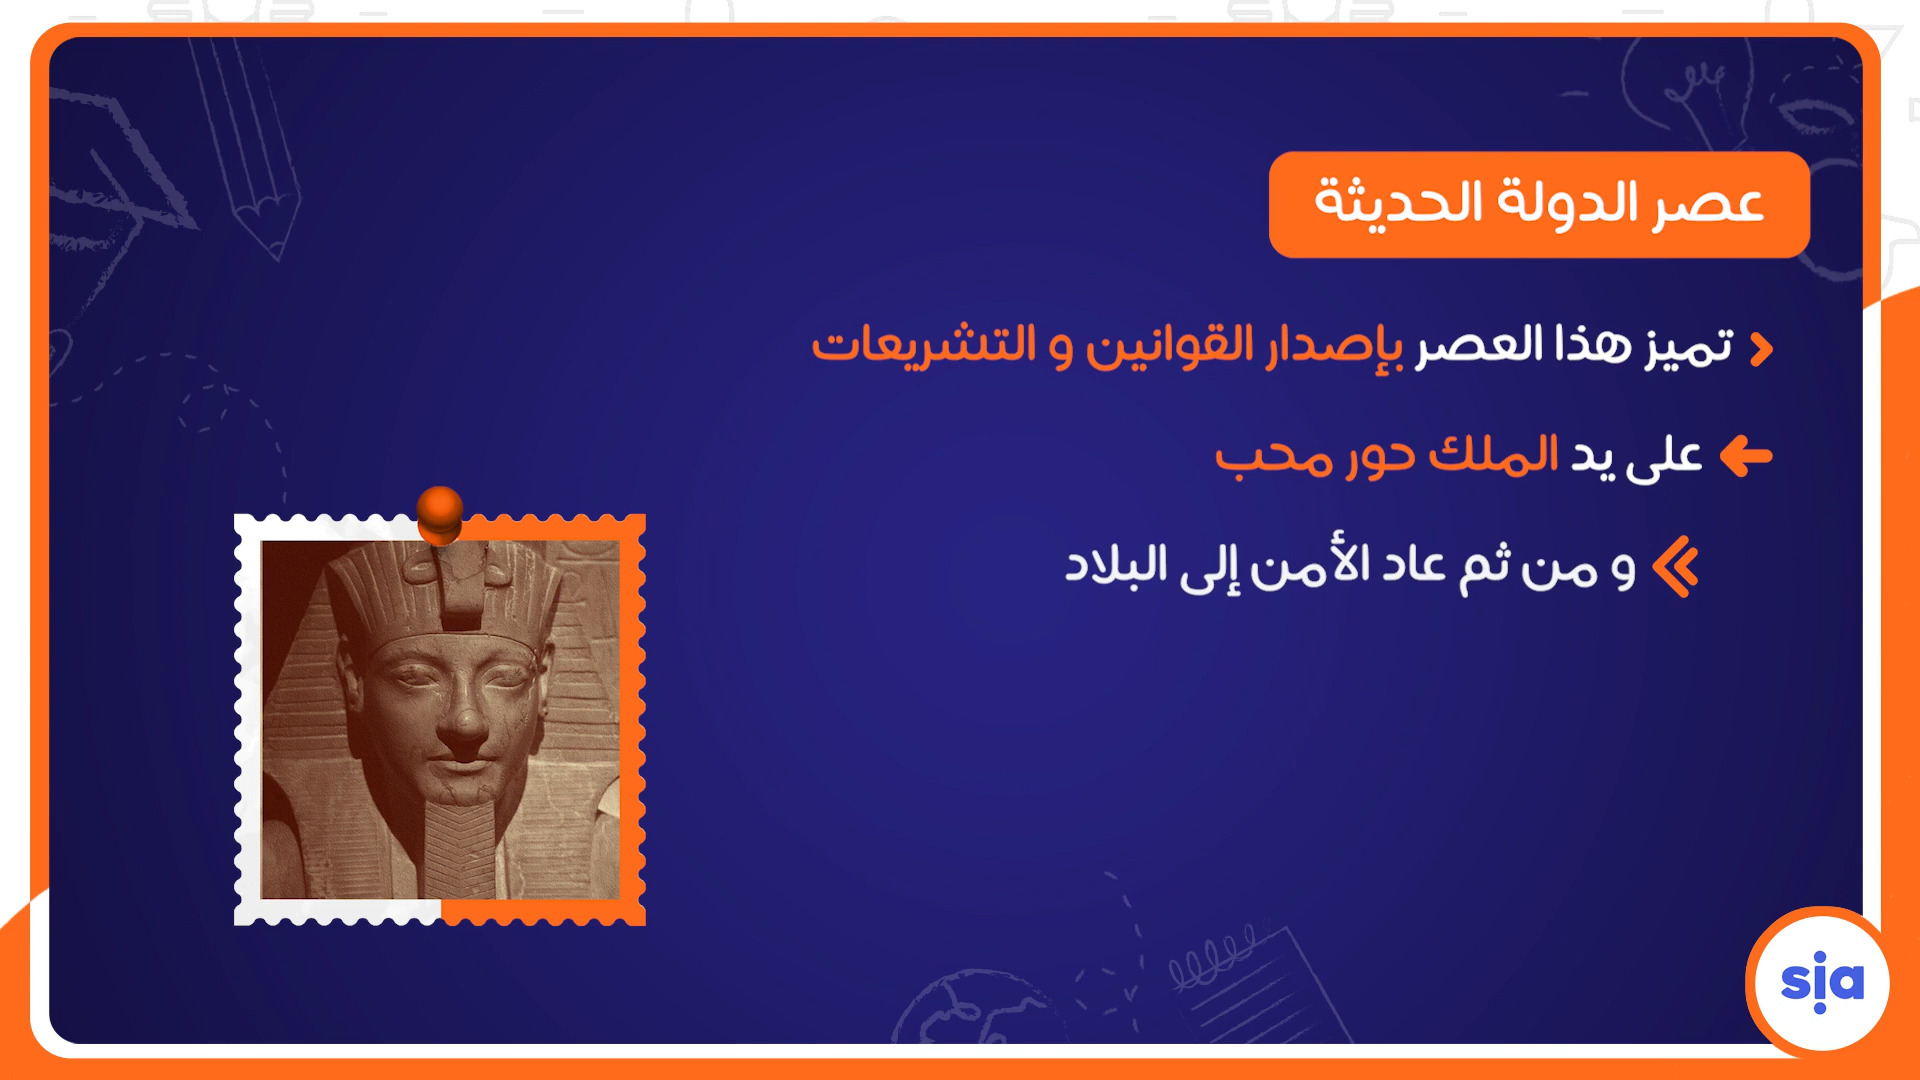 عصر الدولة الحديثة
تميز هذا العصر بإصدار القوانين و التشريعات
على يد الملك حور محب
و من ثم عاد الأمن إلى البلاد
sia